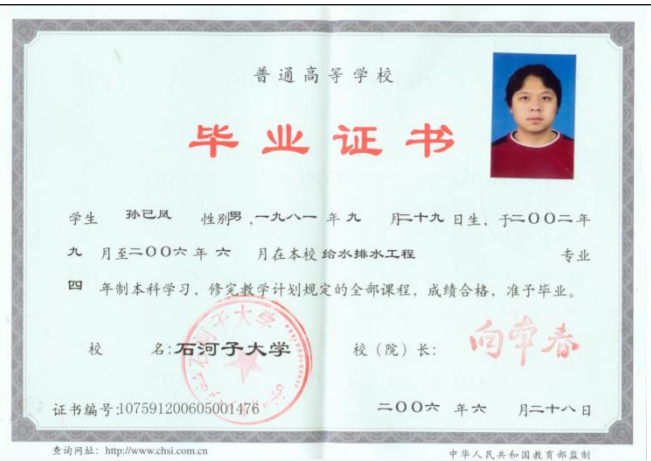 普通高等学校
毕业证书
学生 孙己凤 性别男，一九八一年九月二十九日生，于二〇〇二年
九月至二〇〇六年六月在本校给水排水工程专业
四年制本科学习，修完教学计划规定的全部课程，成绩合格，准予毕业。
校 名：石河子大学 校（院）长：向本春
石河子大学
证书编号：107591200605001476 二〇〇六年六月二十八日
查询网址：http://www.chsi.com.cn 中华人民共和国教育部监制